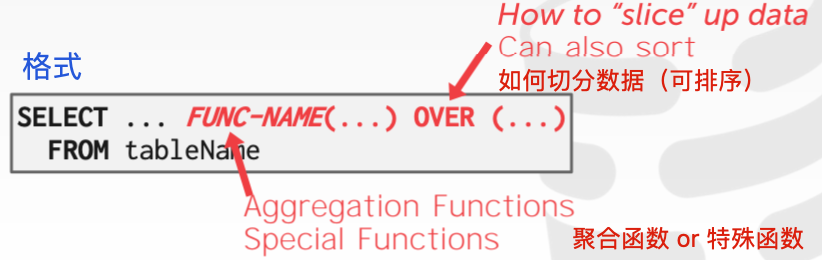 How to “slice” up data
Can also sort
格式
如何切分数据（可排序）
SELECT ... FUNC-NAME(...) OVER (...)
FROM tableName
Aggregation Functions
Special Functions
聚合函数 or 特殊函数